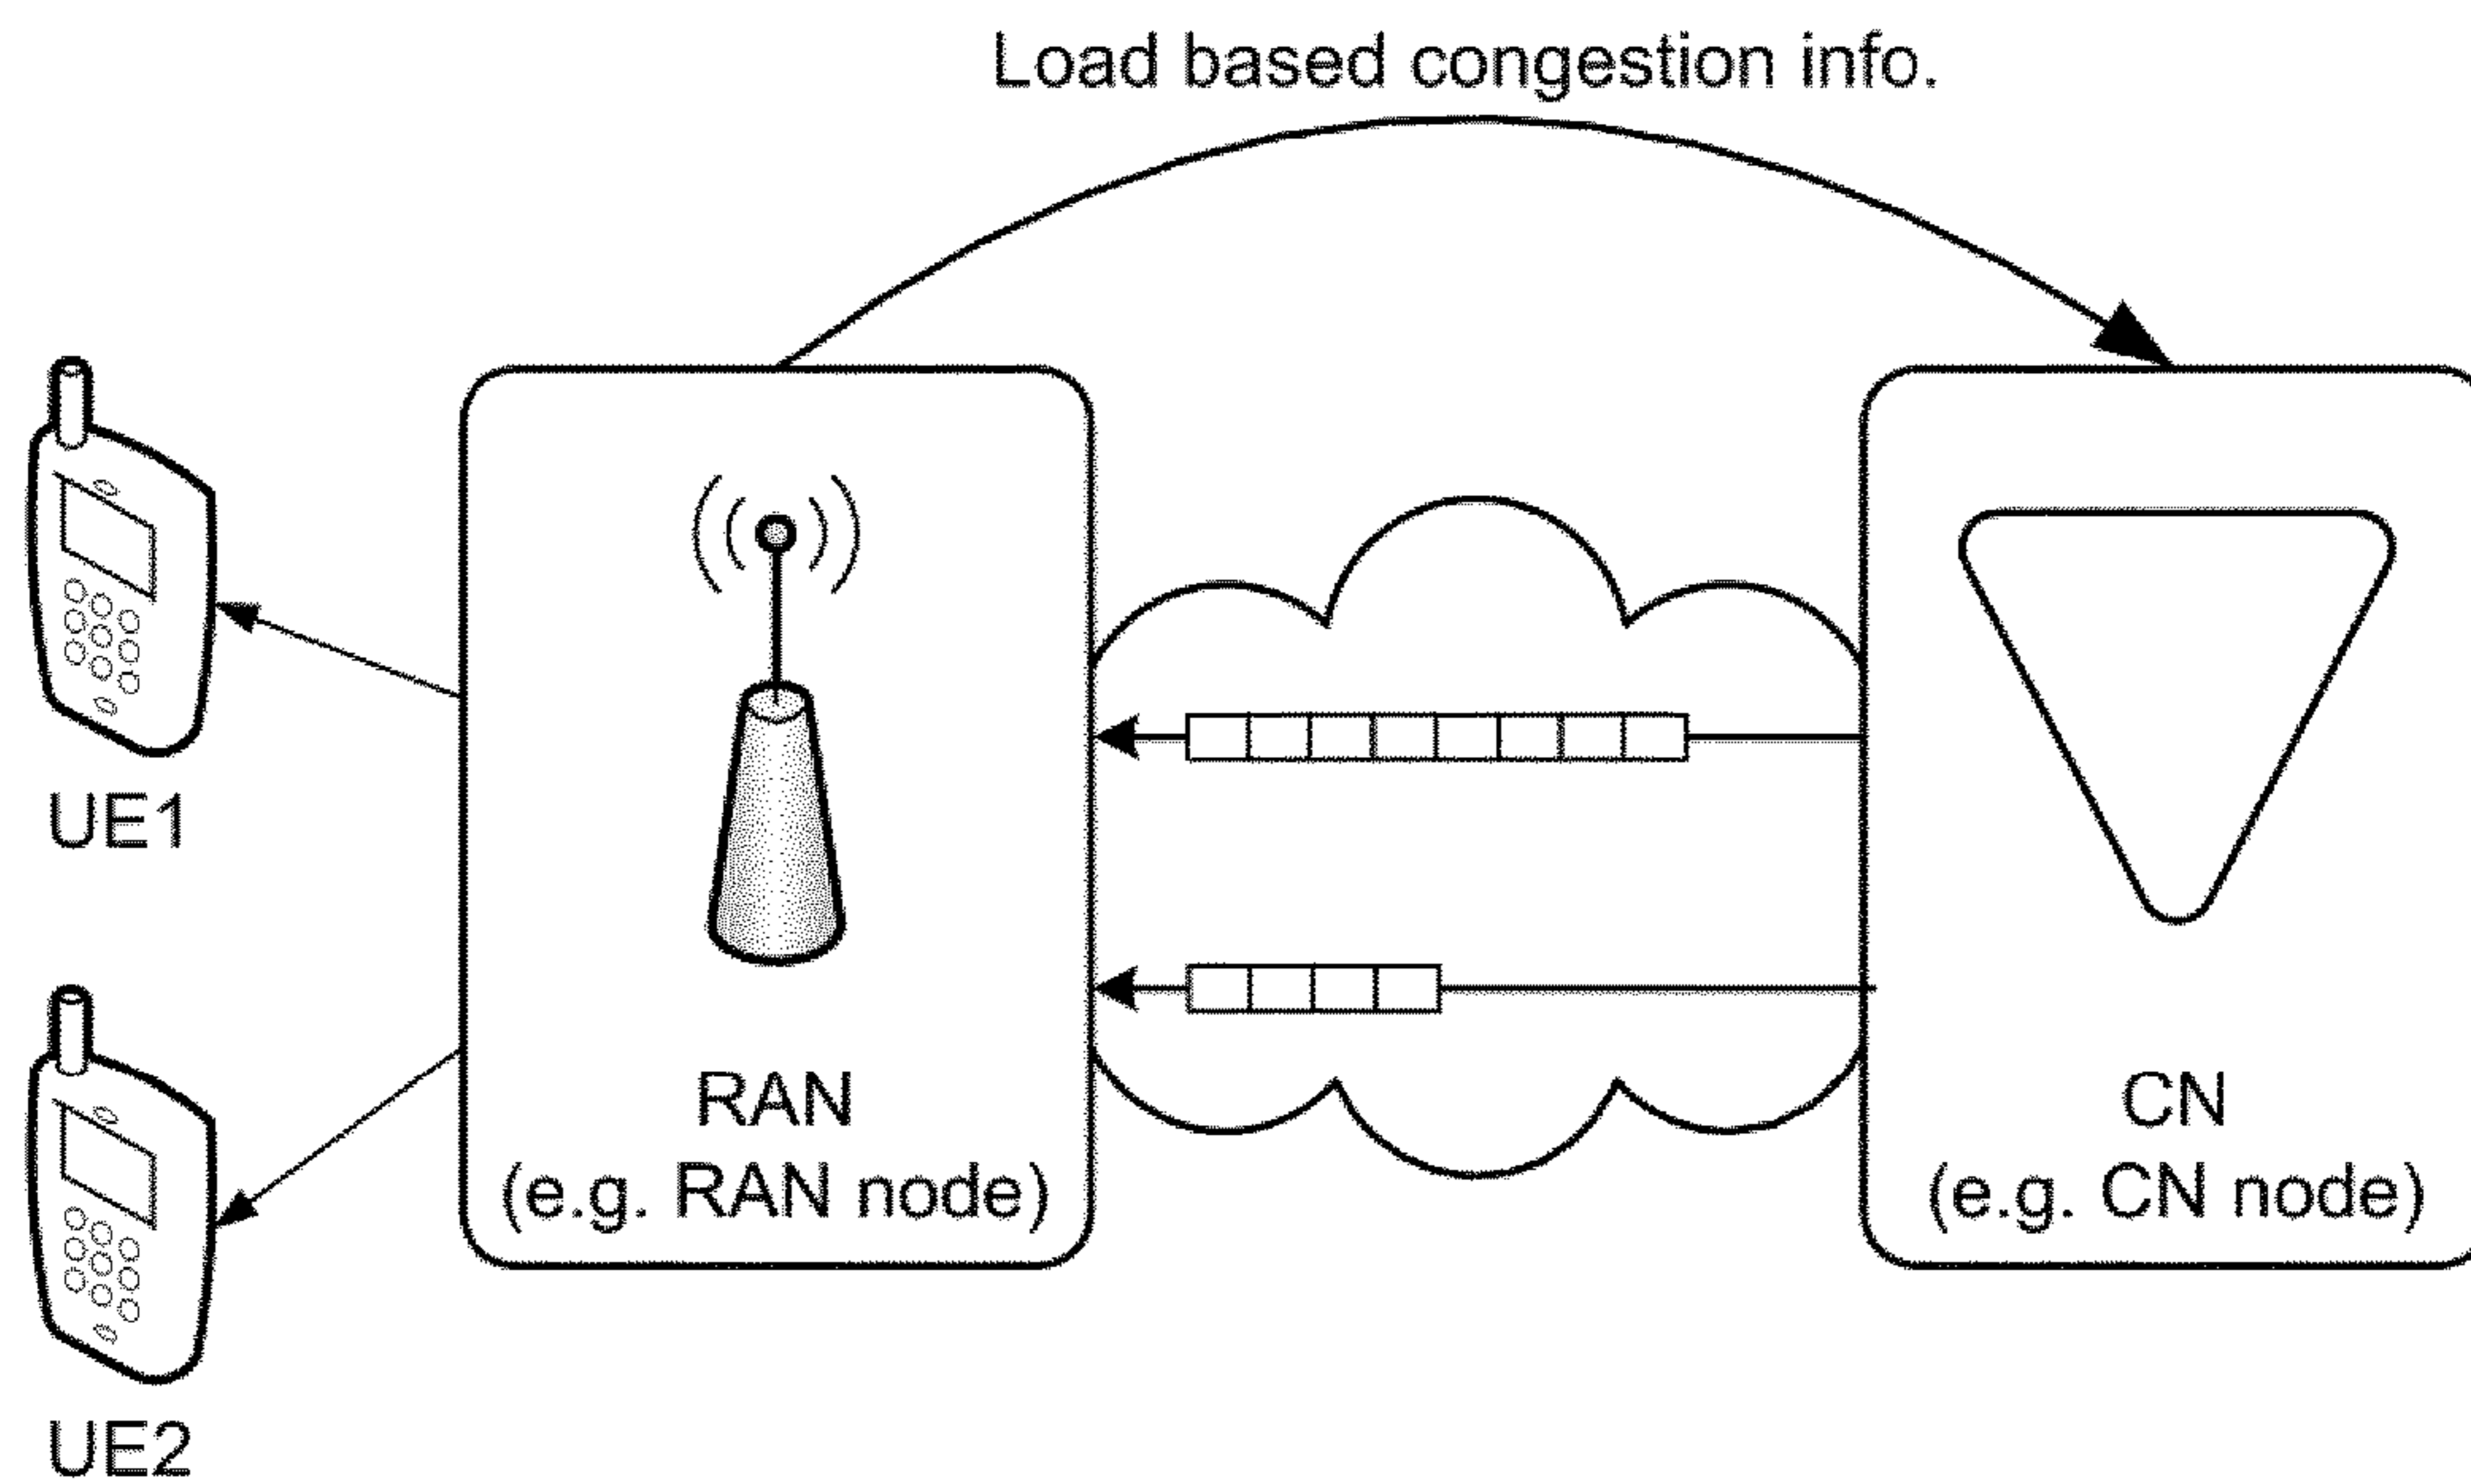 Load based congestion info.
UE1
RAN
(e.g. RAN node)
CN
(e.g. CN node)
UE2